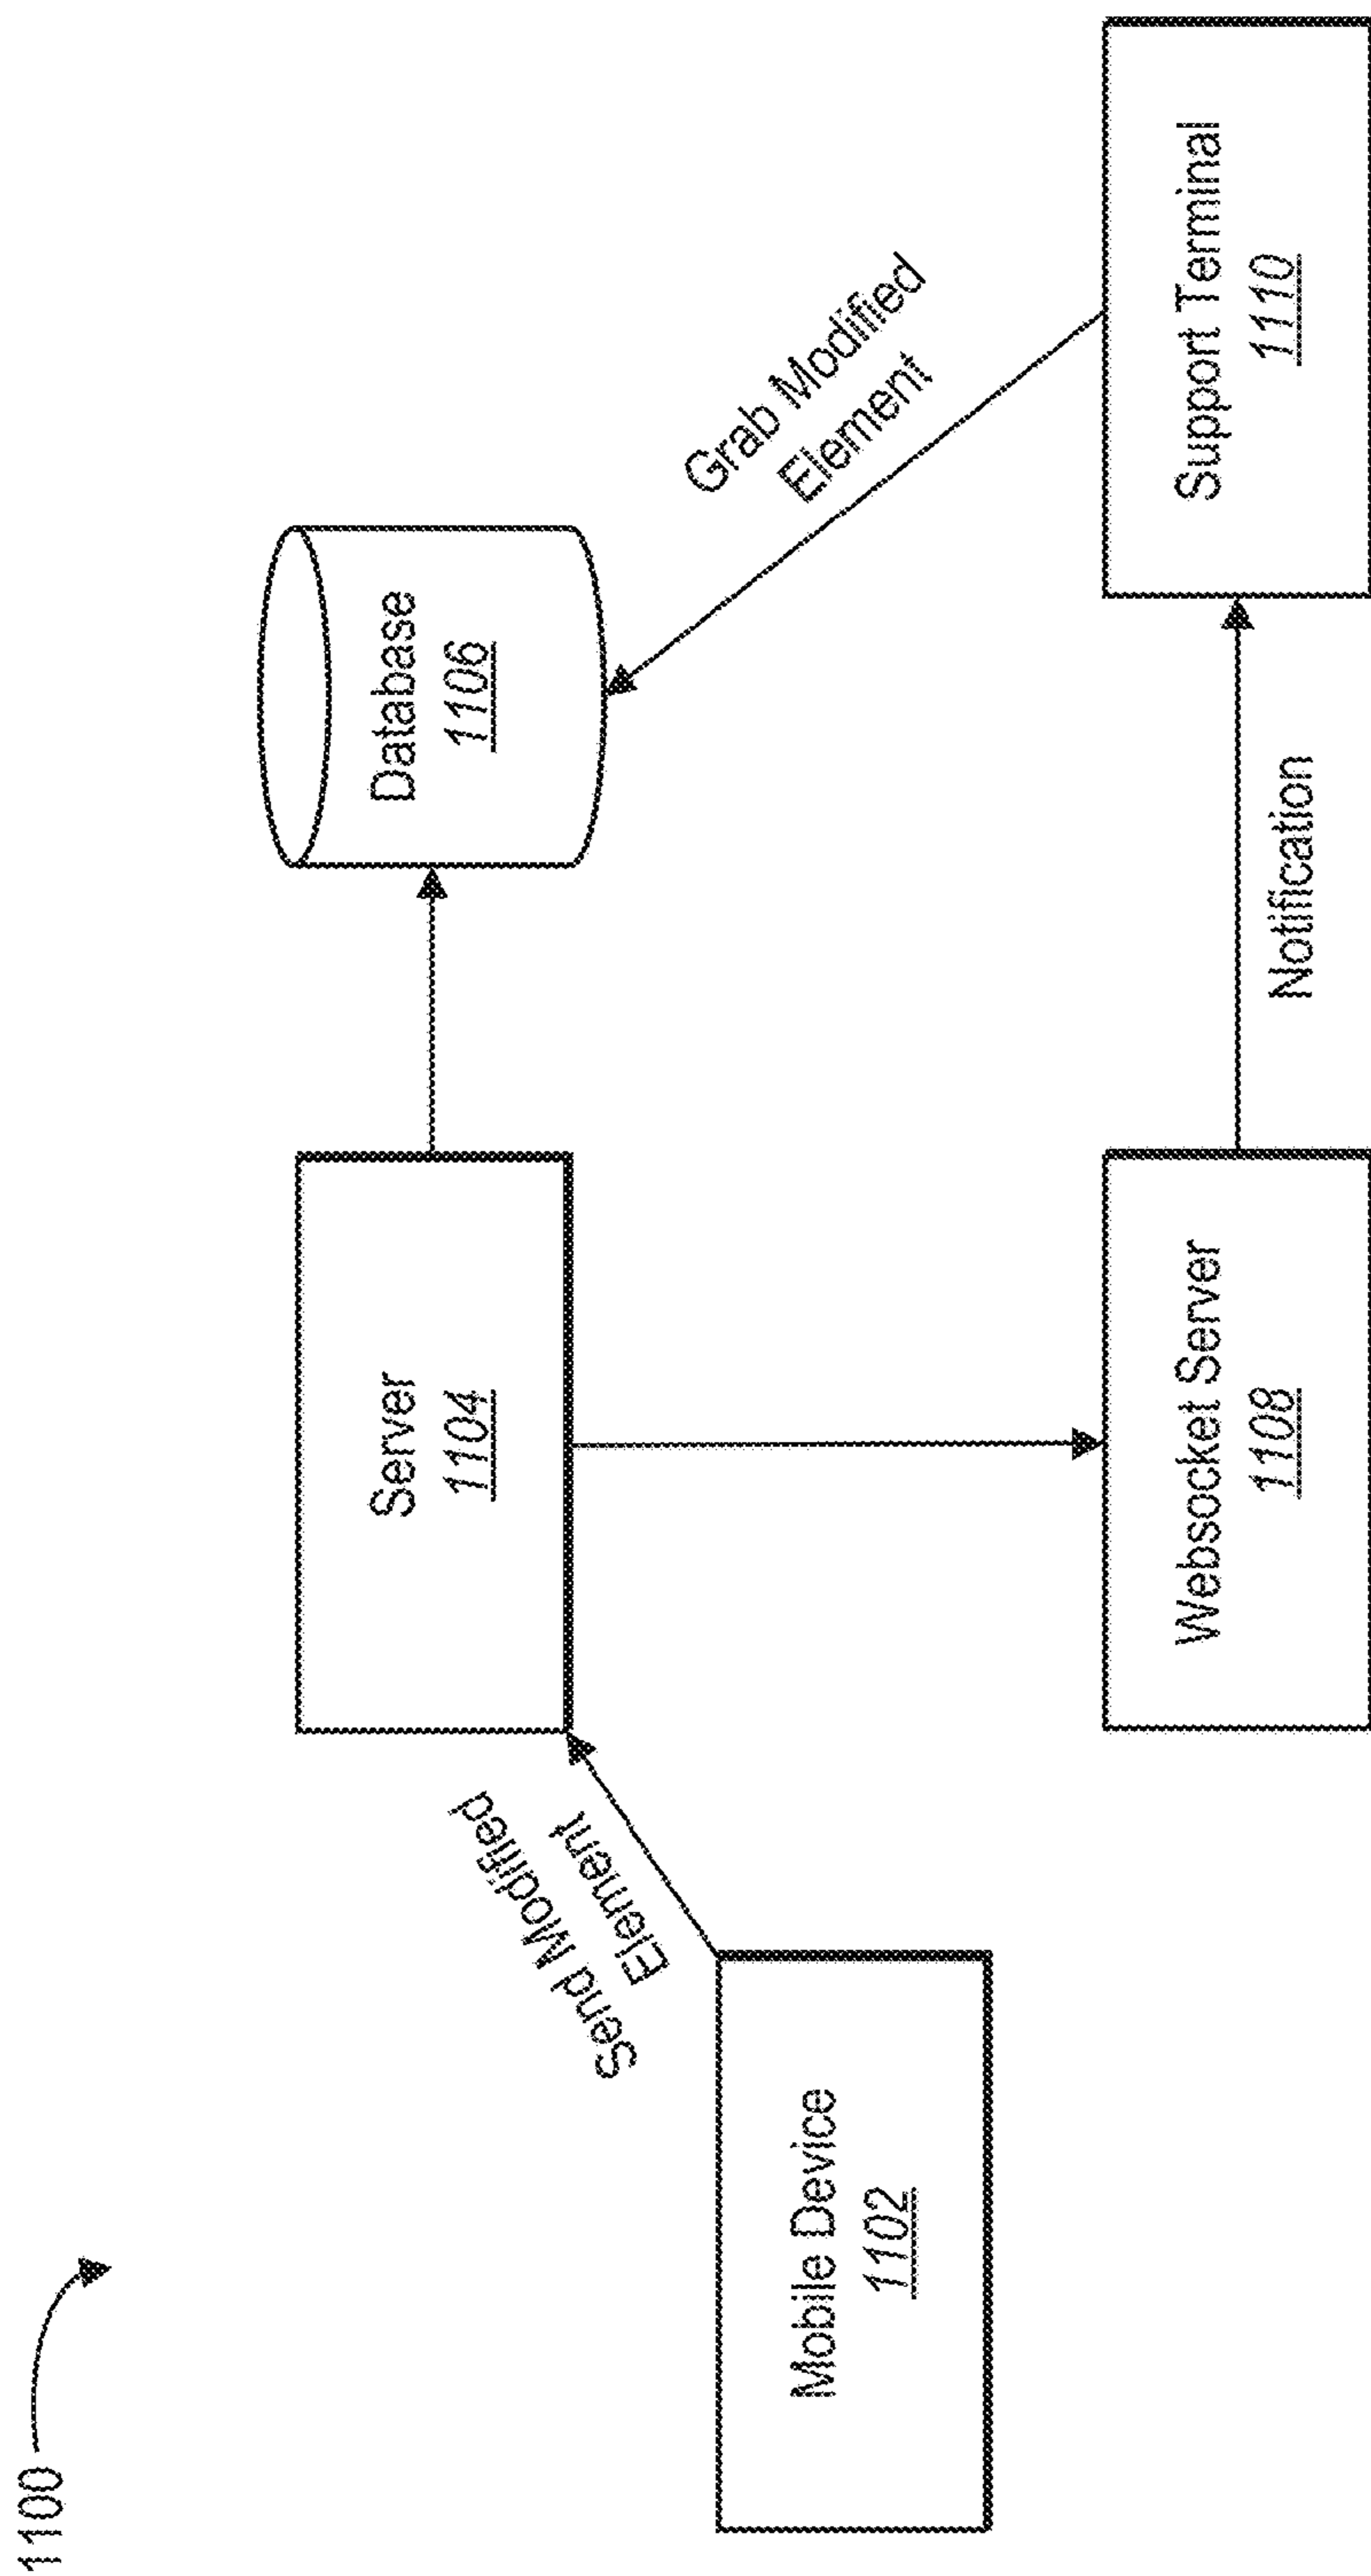 1100
Mobile Device
1102
Send Modified
Element
Server
1104
Database
1106
Grab Modified
Element
Websocket Server
1108
Notification
Support Terminal
1110